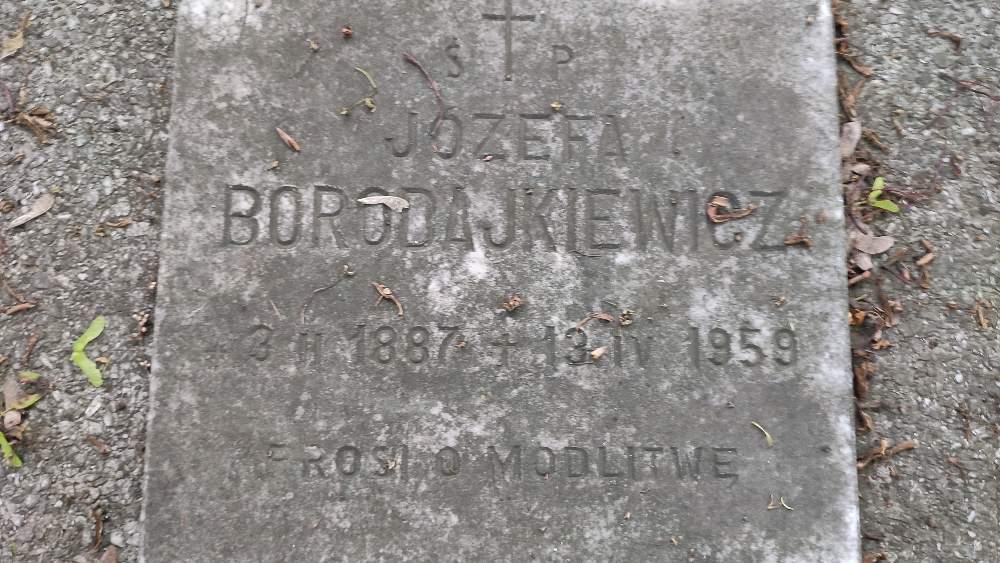 Ś P
JÓZEFA
BORODAJKIEWICZ
3 II 1887 + 13 IV 1959
PROSI O MODLITWĘ